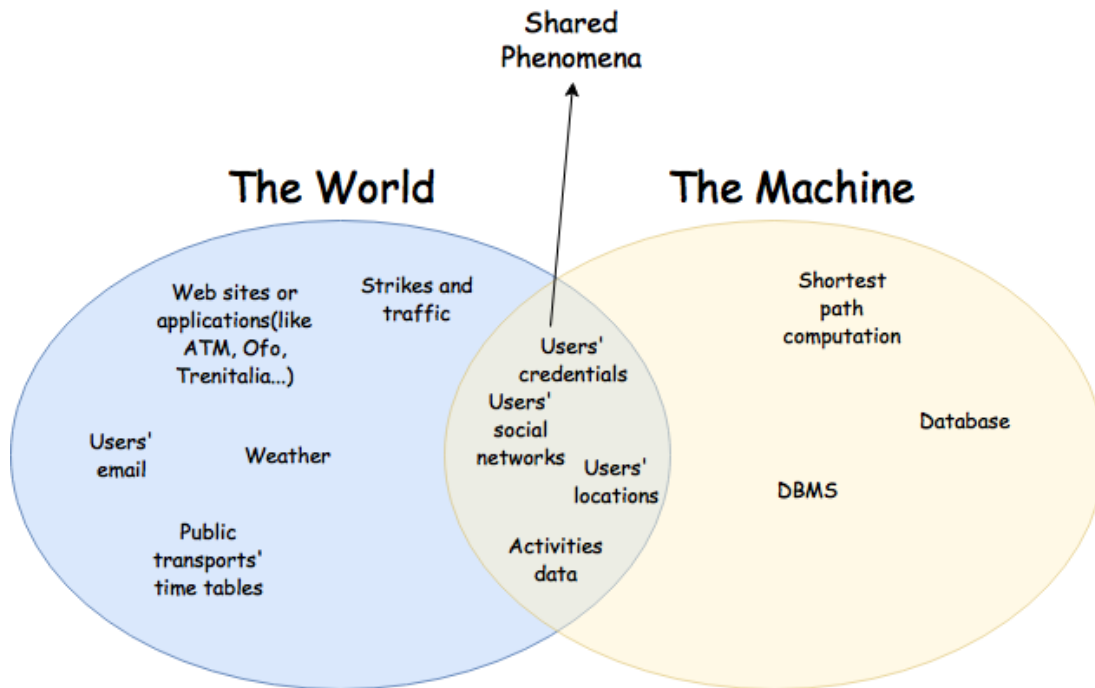 Shared
Phenomena
The World
The Machine
Web sites or
applications(like
ATM, Ofo,
Trenitalia...)
Strikes and
traffic
Users'
email
Weather
Public
transports'
time tables
Users'
credentials
Users'
social
networks
Users'
locations
Activities
data
Shortest
path
computation
Database
DBMS